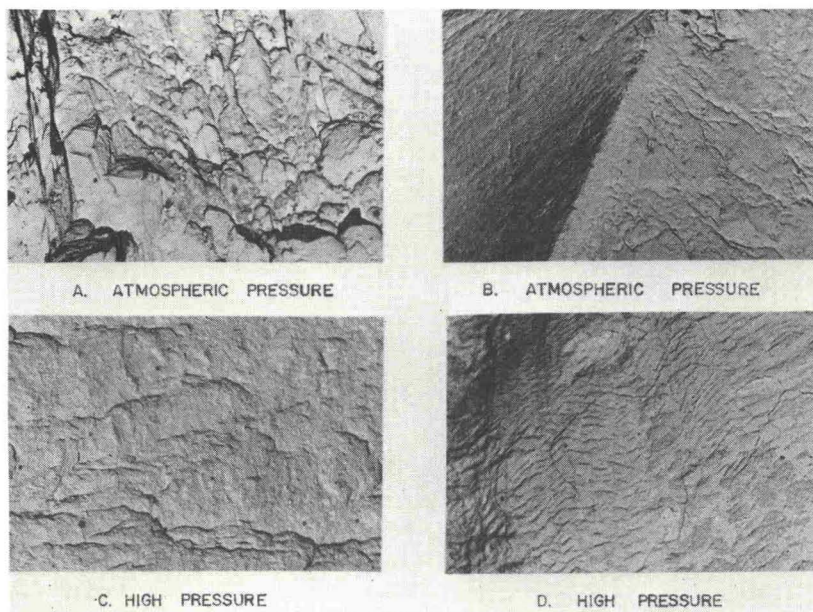 A. ATMOSPHERIC PRESSURE
B. ATMOSPHERIC PRESSURE
C. HIGH PRESSURE
D. HIGH PRESSURE